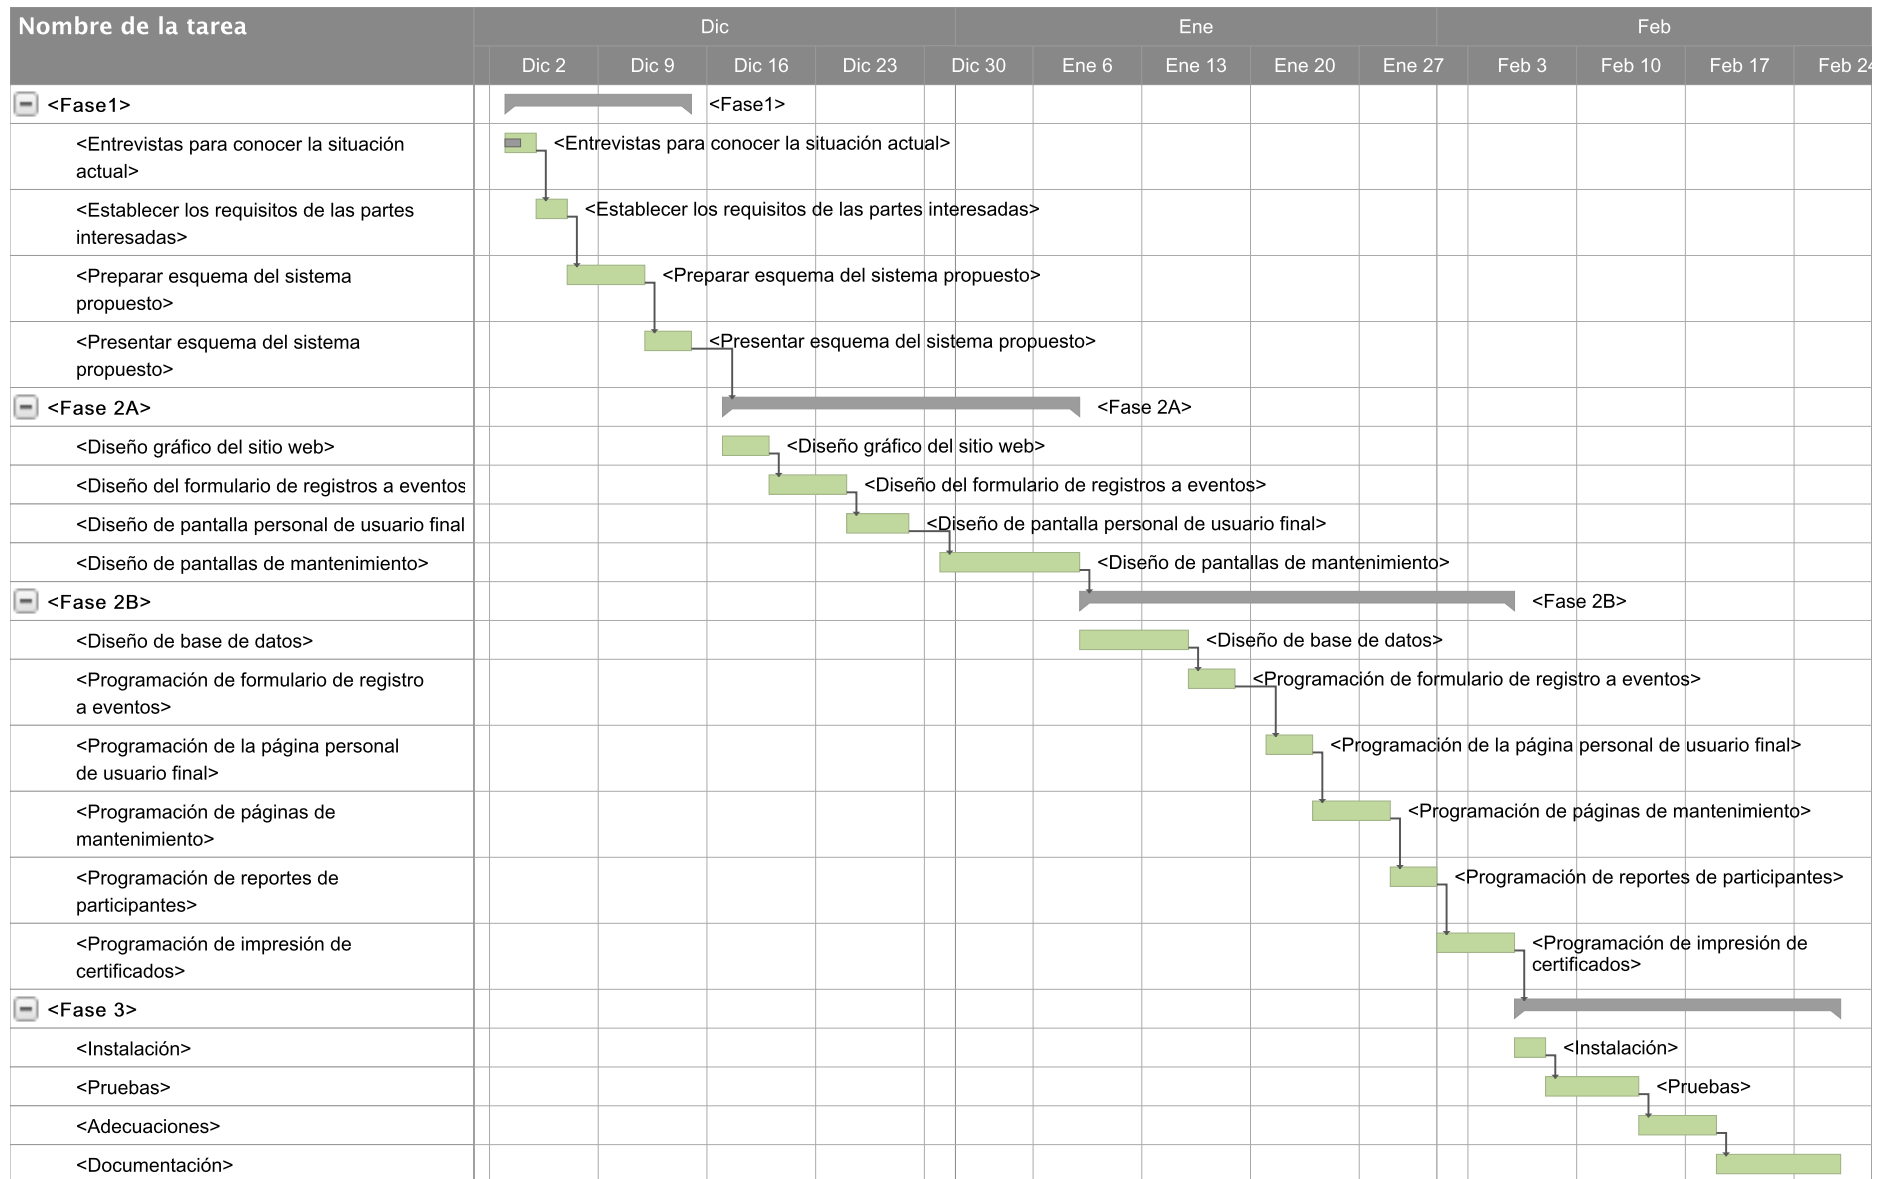 Nombre de la tarea
Dic
Ene
Feb
Dic 2
Dic 9
Dic 16
Dic 23
Dic 30
Ene 6
Ene 13
Ene 20
Ene 27
Feb 3
Feb 10
Feb 17
Feb 24
<Fase1>
<Fase1>
<Entrevistas para conocer la situación
actual>
<Entrevistas para conocer la situación actual>
<Establecer los requisitos de las partes
interesadas>
<Establecer los requisitos de las partes interesadas>
<Preparar esquema del sistema
propuesto>
<Preparar esquema del sistema propuesto>
<Presentar esquema del sistema
propuesto>
<Presentar esquema del sistema propuesto>
<Fase 2A>
<Fase 2A>
<Diseño gráfico del sitio web>
<Diseño gráfico del sitio web>
<Diseño del formulario de registros a eventos
<Diseño del formulario de registros a eventos>
<Diseño de pantalla personal de usuario final
<Diseño de pantalla personal de usuario final>
<Diseño de pantallas de mantenimiento>
<Diseño de pantallas de mantenimiento>
<Fase 2B>
<Fase 2B>
<Diseño de base de datos>
<Diseño de base de datos>
<Programación de formulario de registro
a eventos>
<Programación de formulario de registro a eventos>
<Programación de la página personal
de usuario final>
<Programación de la página personal de usuario final>
<Programación de páginas de
mantenimiento>
<Programación de páginas de mantenimiento>
<Programación de reportes de
participantes>
<Programación de reportes de participantes>
<Programación de impresión de
certificados>
<Programación de impresión de
certificados>
<Fase 3>
<Instalación>
<Instalación>
<Pruebas>
<Pruebas>
<Adecuaciones>
<Documentación>